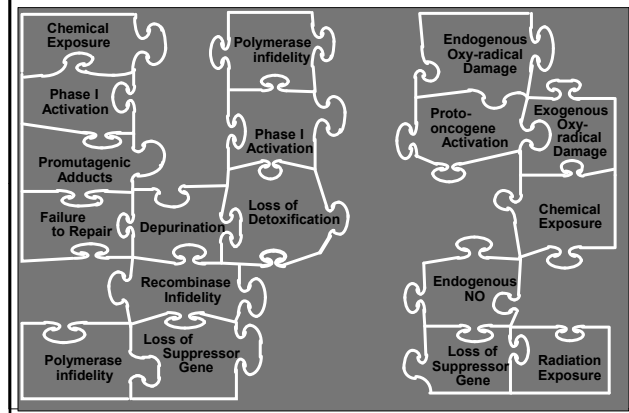 Chemical
Exposure
Phase I
Activation
Promutagenic
Adducts
Failure
to Repair
Depurination
Polymerase
infidelity
Phase I
Activation
Loss of
Detoxification
Recombinase
Infidelity
Polymerase
infidelity
Loss of
Suppressor
Gene
Endogenous
Oxy-radical
Damage
Proto-
oncogene
Activation
Exogenous
Oxy-
radical
Damage
Chemical
Exposure
Endogenous
NO
Loss of
Suppressor
Gene
Radiation
Exposure